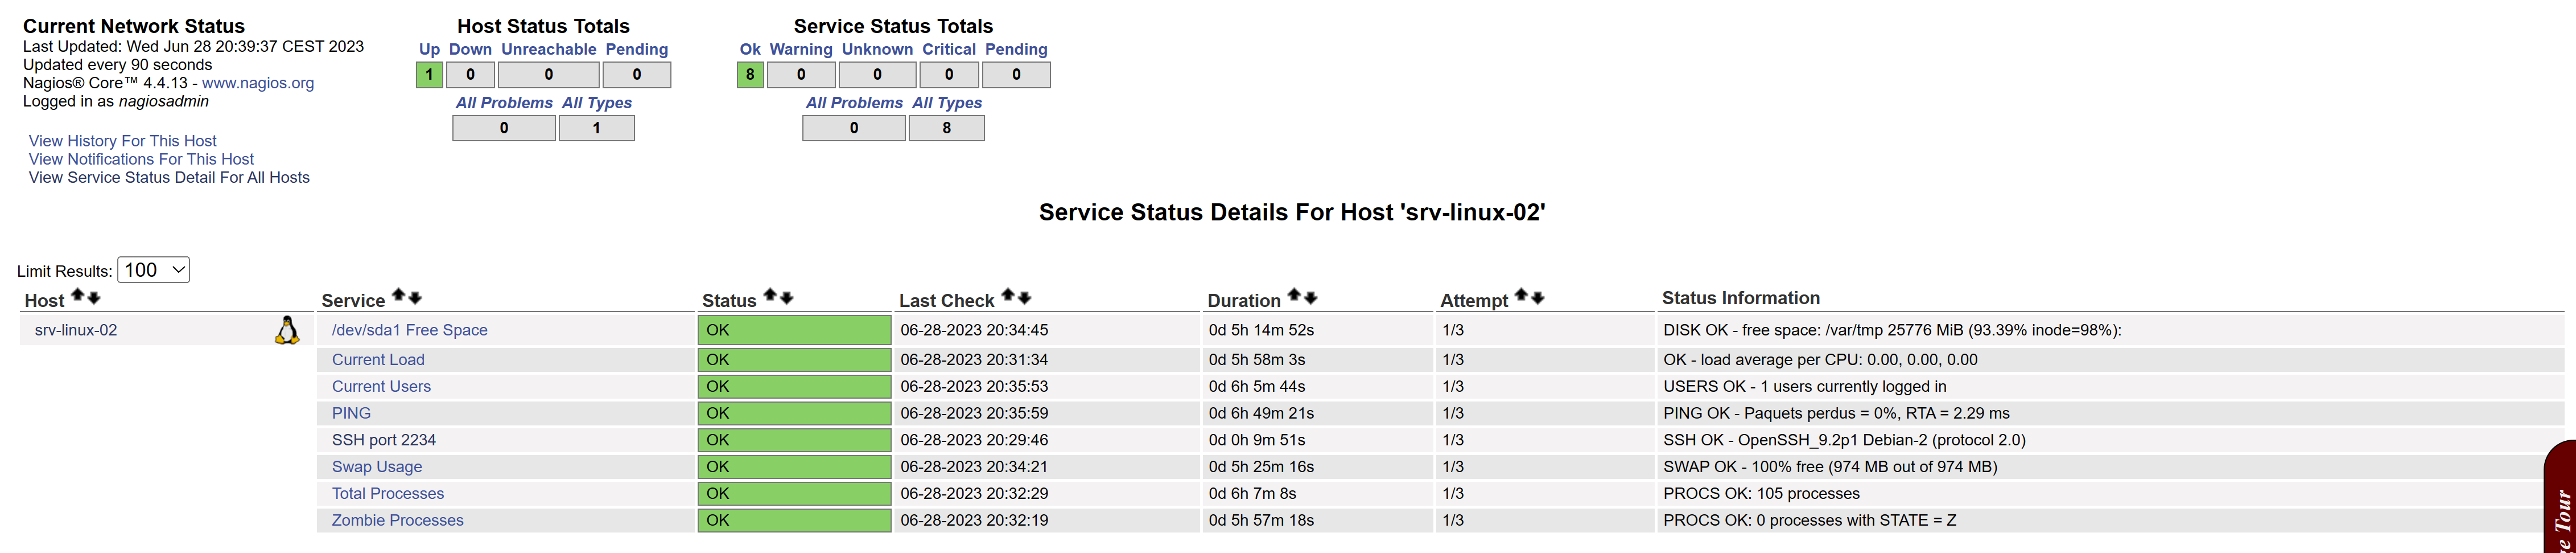 Current Network Status
Last Updated: Wed Jun 28 20:39:37 CEST 2023
Updated every 90 seconds
Nagios® Core™ 4.4.13 - www.nagios.org
Logged in as nagiosadmin
View History For This Host
View Notifications For This Host
View Service Status Detail For All Hosts
Host Status Totals
Up Down Unreachable Pending
1 0 0 0
All Problems All Types
0 1
Service Status Totals
Ok Warning Unknown Critical Pending
8 0 0 0 0
All Problems All Types
0 8
Service Status Details For Host 'srv-linux-02'
Limit Results: 100
Host Service Status Last Check Duration Attempt Status Information
srv-linux-02 /dev/sda1 Free Space OK 06-28-2023 20:34:45 0d 5h 14m 52s 1/3 DISK OK - free space: /var/tmp 25776 MiB (93.39% inode=98%):
Current Load OK 06-28-2023 20:31:34 0d 5h 58m 3s 1/3 OK - load average per CPU: 0.00, 0.00, 0.00
Current Users OK 06-28-2023 20:35:53 0d 6h 5m 44s 1/3 USERS OK - 1 users currently logged in
PING OK 06-28-2023 20:35:59 0d 6h 49m 21s 1/3 PING OK - Paquets perdus = 0%, RTA = 2.29 ms
SSH port 2234 OK 06-28-2023 20:29:46 0d 0h 9m 51s 1/3 SSH OK - OpenSSH_9.2p1 Debian-2 (protocol 2.0)
Swap Usage OK 06-28-2023 20:34:21 0d 5h 25m 16s 1/3 SWAP OK - 100% free (974 MB out of 974 MB)
Total Processes OK 06-28-2023 20:32:29 0d 6h 7m 8s 1/3 PROCS OK: 105 processes
Zombie Processes OK 06-28-2023 20:32:19 0d 5h 57m 18s 1/3 PROCS OK: 0 processes with STATE = Z
Tour